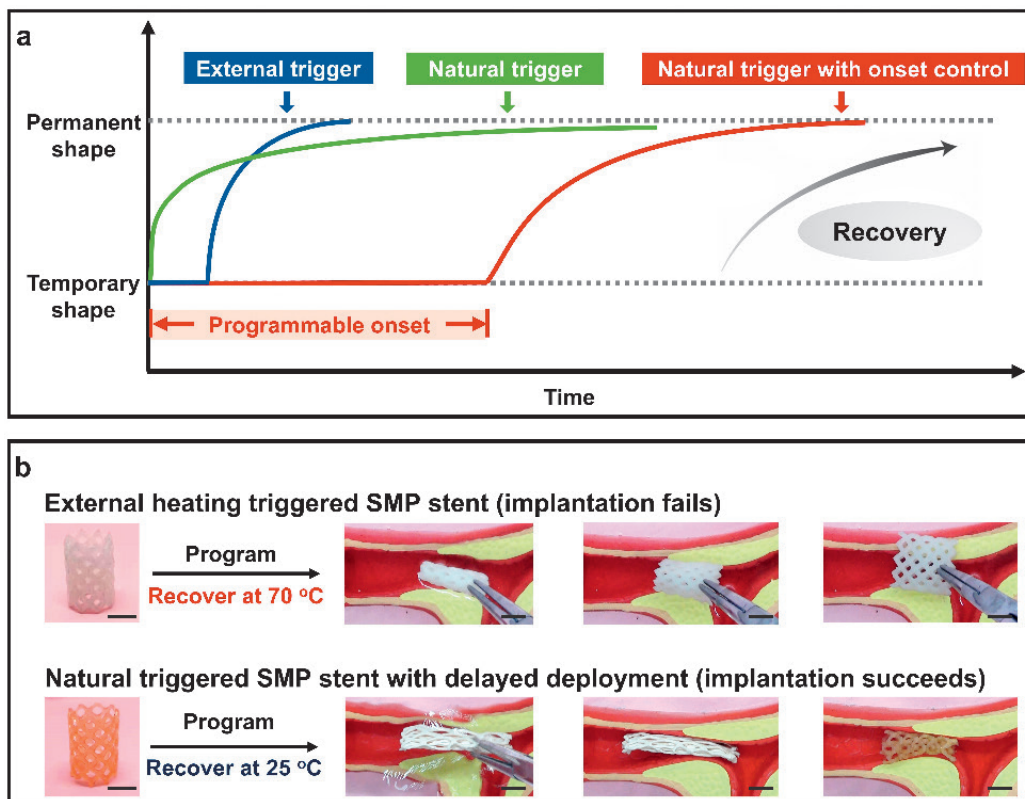 a
External trigger
Natural trigger
Natural trigger with onset control
Permanent
shape
Recovery
Temporary
shape
Programmable onset
Time
b
External heating triggered SMP stent (implantation fails)
Program
Recover at 70 °C
Natural triggered SMP stent with delayed deployment (implantation succeeds)
Program
Recover at 25 °C